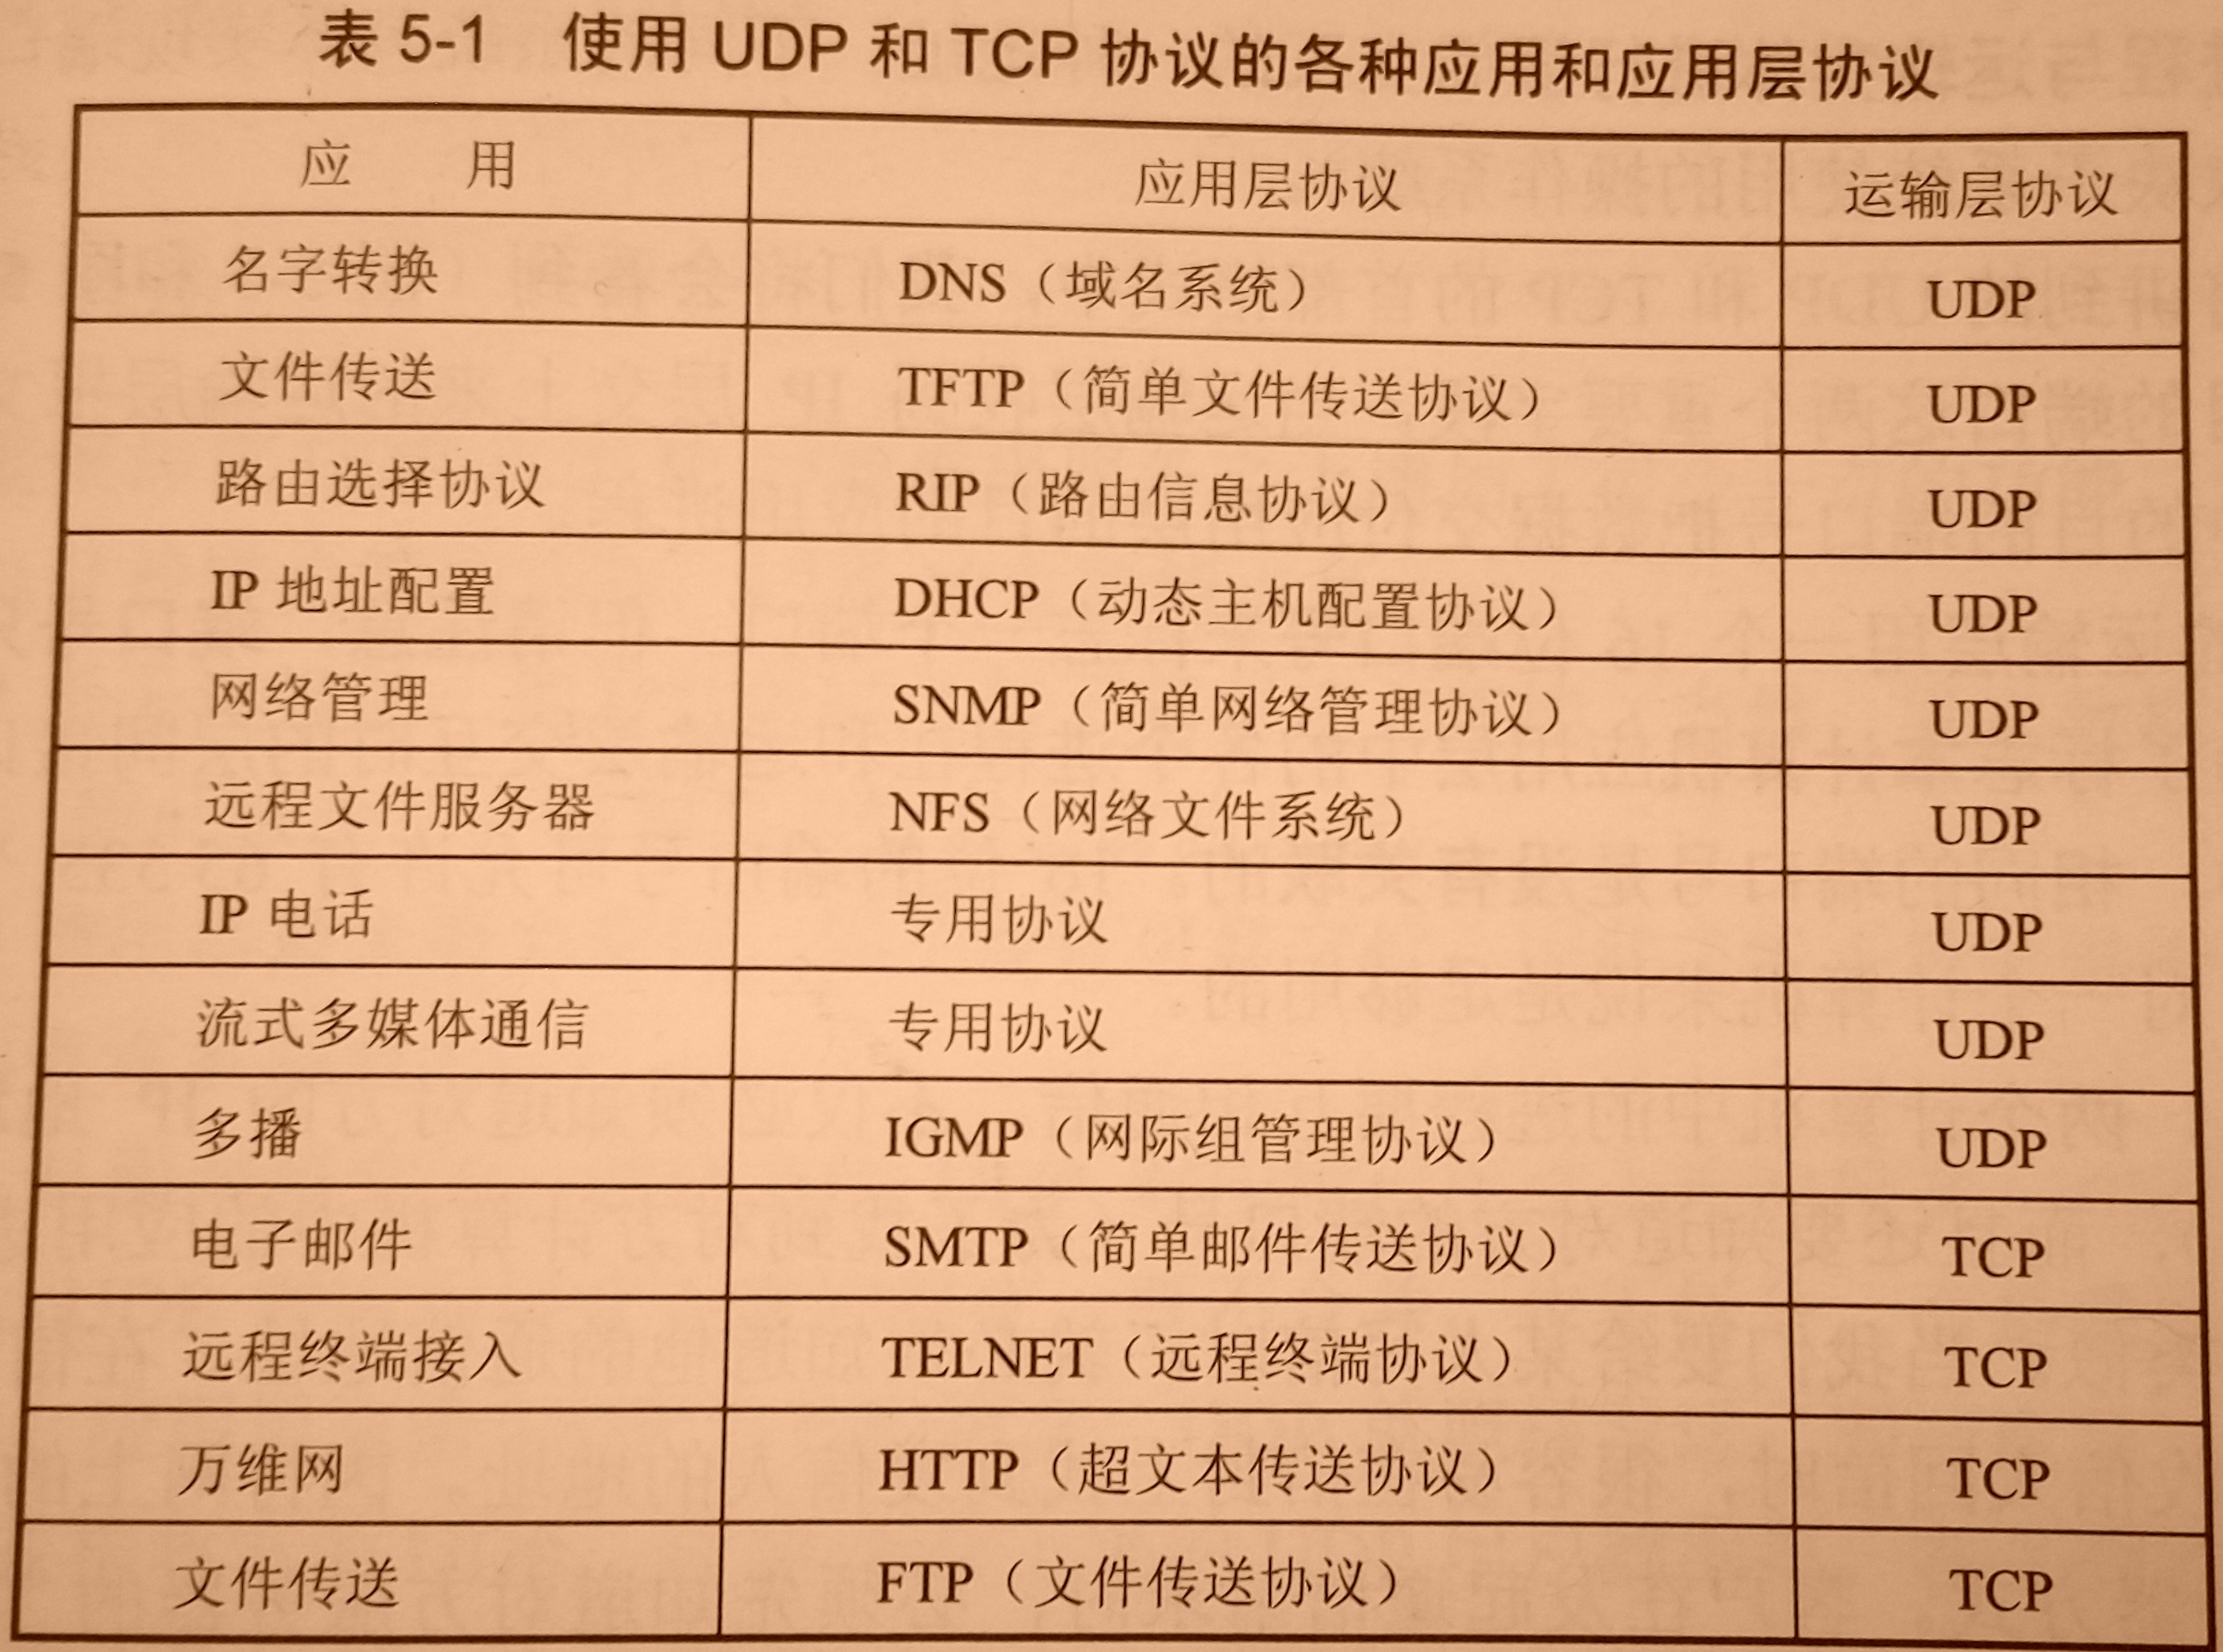 表 5-1 使用 UDP 和 TCP 协议的各种应用和应用层协议
应 用 应用层协议 运输层协议
名字转换 DNS（域名系统） UDP
文件传送 TFTP（简单文件传送协议） UDP
路由选择协议 RIP（路由信息协议） UDP
IP 地址配置 DHCP（动态主机配置协议） UDP
网络管理 SNMP（简单网络管理协议） UDP
远程文件服务器 NFS（网络文件系统） UDP
IP 电话 专用协议 UDP
流式多媒体通信 专用协议 UDP
多播 IGMP（网际组管理协议） UDP
电子邮件 SMTP（简单邮件传送协议） TCP
远程终端接入 TELNET（远程终端协议） TCP
万维网 HTTP（超文本传送协议） TCP
文件传送 FTP（文件传送协议） TCP